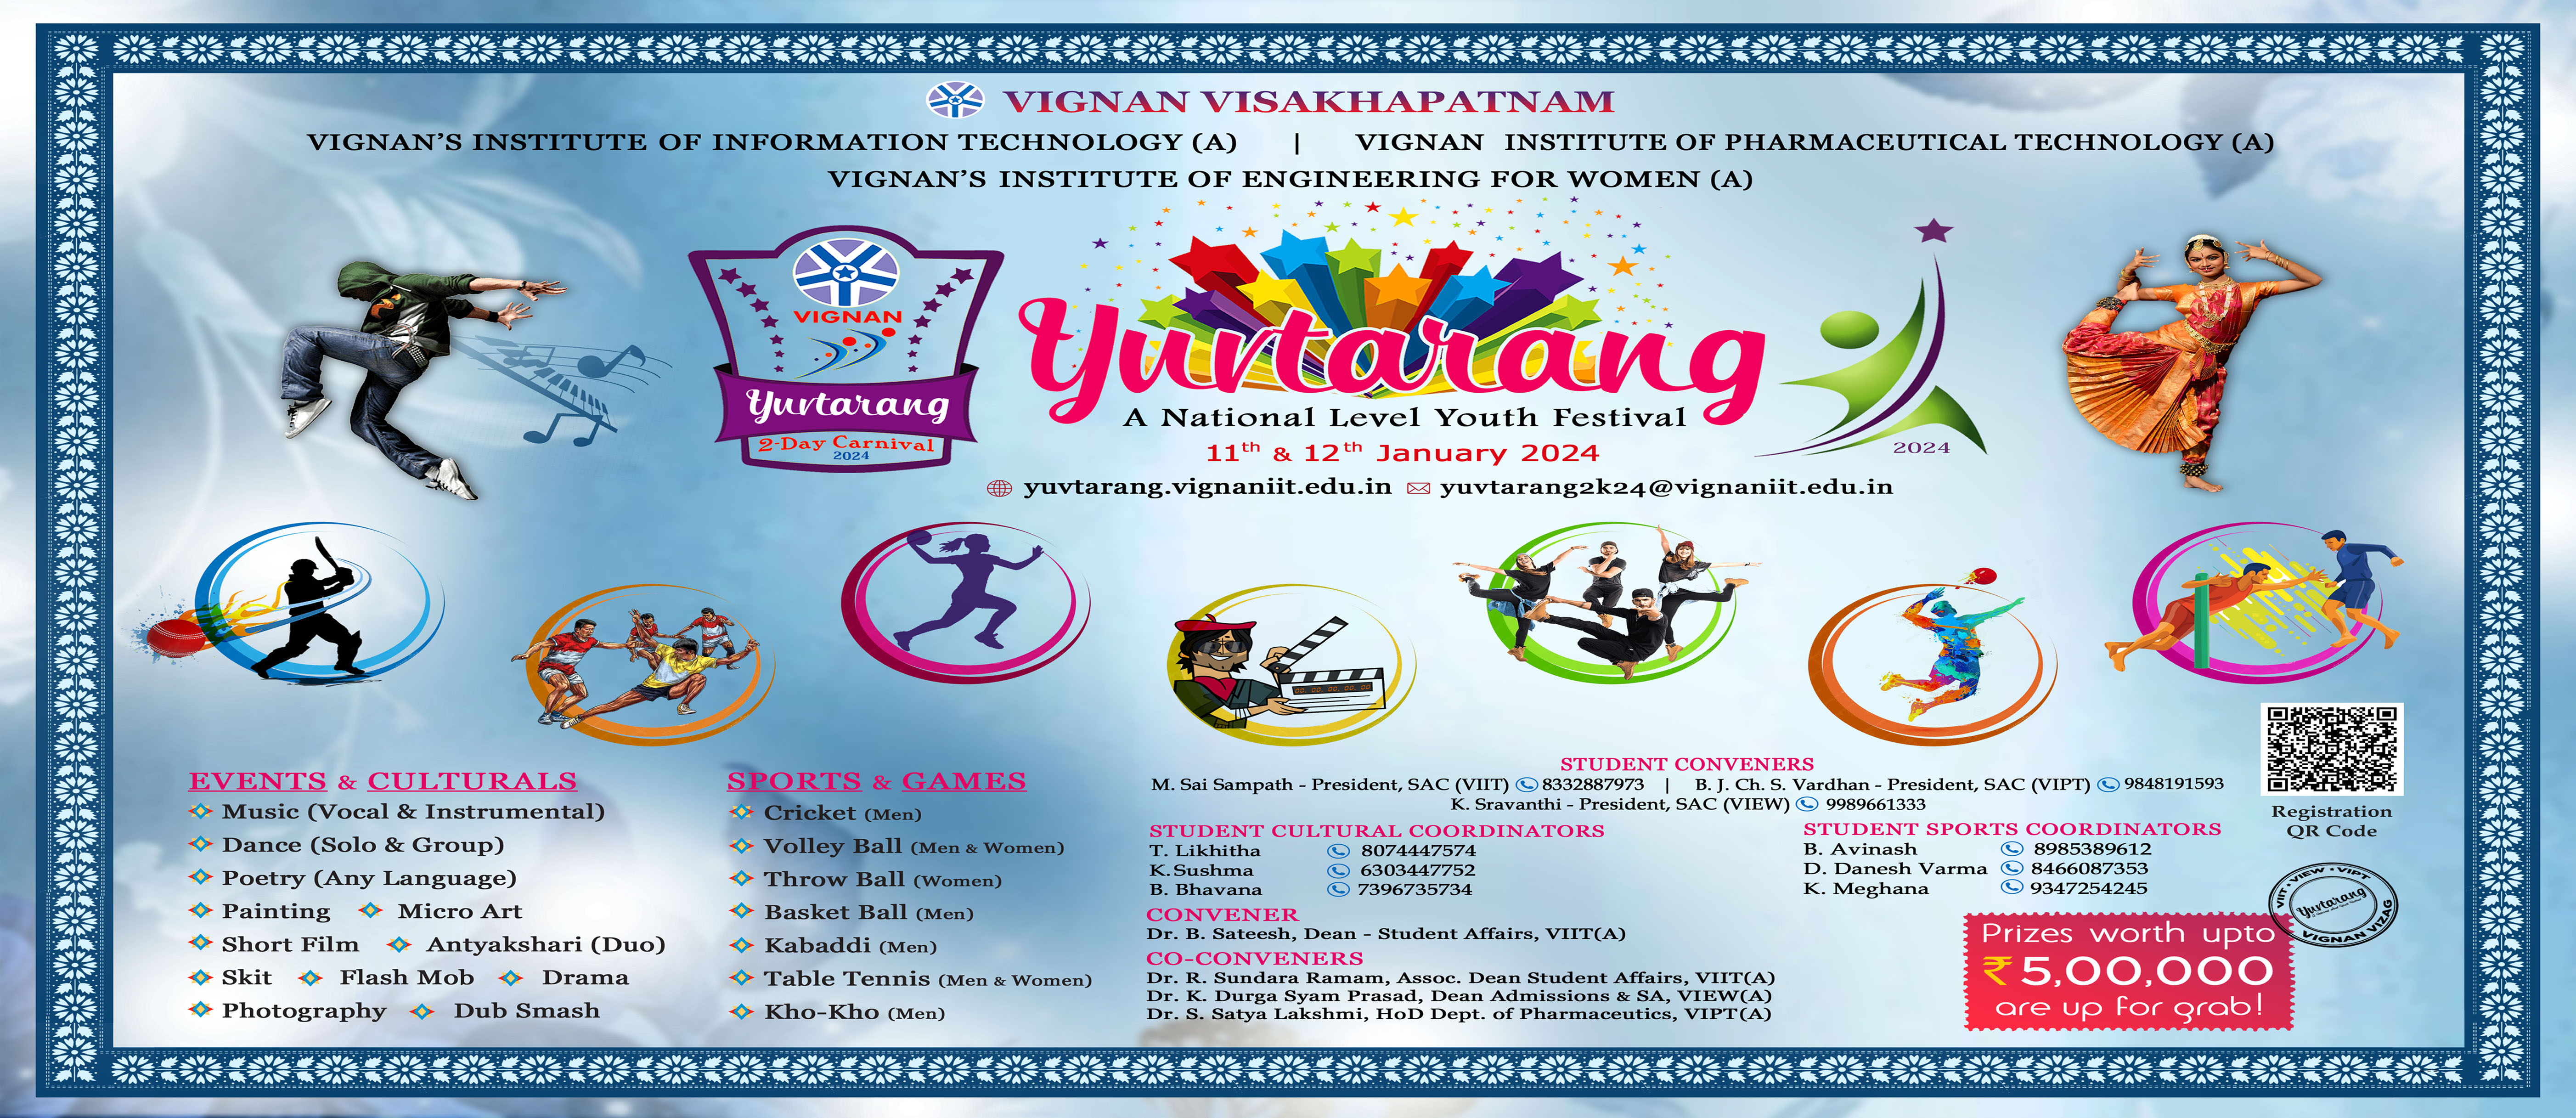 VIGNAN VISAKHAPATNAM
VIGNAN'S INSTITUTE OF INFORMATION TECHNOLOGY (A) | VIGNAN INSTITUTE OF PHARMACEUTICAL TECHNOLOGY (A)
VIGNAN'S INSTITUTE OF ENGINEERING FOR WOMEN (A)
VIGNAN
Yuvtarang
2-Day Carnival
2024
Yuvtarang
A National Level Youth Festival
11th & 12th January 2024
2024
yuvtarang.vignaniit.edu.in yuvtarang2k24@vignaniit.edu.in
EVENTS & CULTURALS
Music (Vocal & Instrumental)
Dance (Solo & Group)
Poetry (Any Language)
Painting Micro Art
Short Film Antyakshari (Duo)
Skit Flash Mob Drama
Photography Dub Smash
SPORTS & GAMES
Cricket (Men)
Volley Ball (Men & Women)
Throw Ball (Women)
Basket Ball (Men)
Kabaddi (Men)
Table Tennis (Men & Women)
Kho-Kho (Men)
STUDENT CONVENERS
M. Sai Sampath - President, SAC (VIIT) 8332887973 | B. J. Ch. S. Vardhan - President, SAC (VIPT) 9848191593
K. Sravanthi - President, SAC (VIEW) 9989661333
STUDENT CULTURAL COORDINATORS
T. Likhitha 8074447574
K.Sushma 6303447752
B. Bhavana 7396735734
STUDENT SPORTS COORDINATORS
B. Avinash 8985389612
D. Danesh Varma 8466087353
K. Meghana 9347254245
CONVENER
Dr. B. Sateesh, Dean - Student Affairs, VIIT(A)
CO-CONVENERS
Dr. R. Sundara Ramam, Assoc. Dean Student Affairs, VIIT(A)
Dr. K. Durga Syam Prasad, Dean Admissions & SA, VIEW(A)
Dr. S. Satya Lakshmi, HoD Dept. of Pharmaceutics, VIPT(A)
Registration
QR Code
VIIT • VIEW • VIPT
Yuvtarang
VIGNAN VIZAG
Prizes worth upto
₹5,00,000
are up for grab!